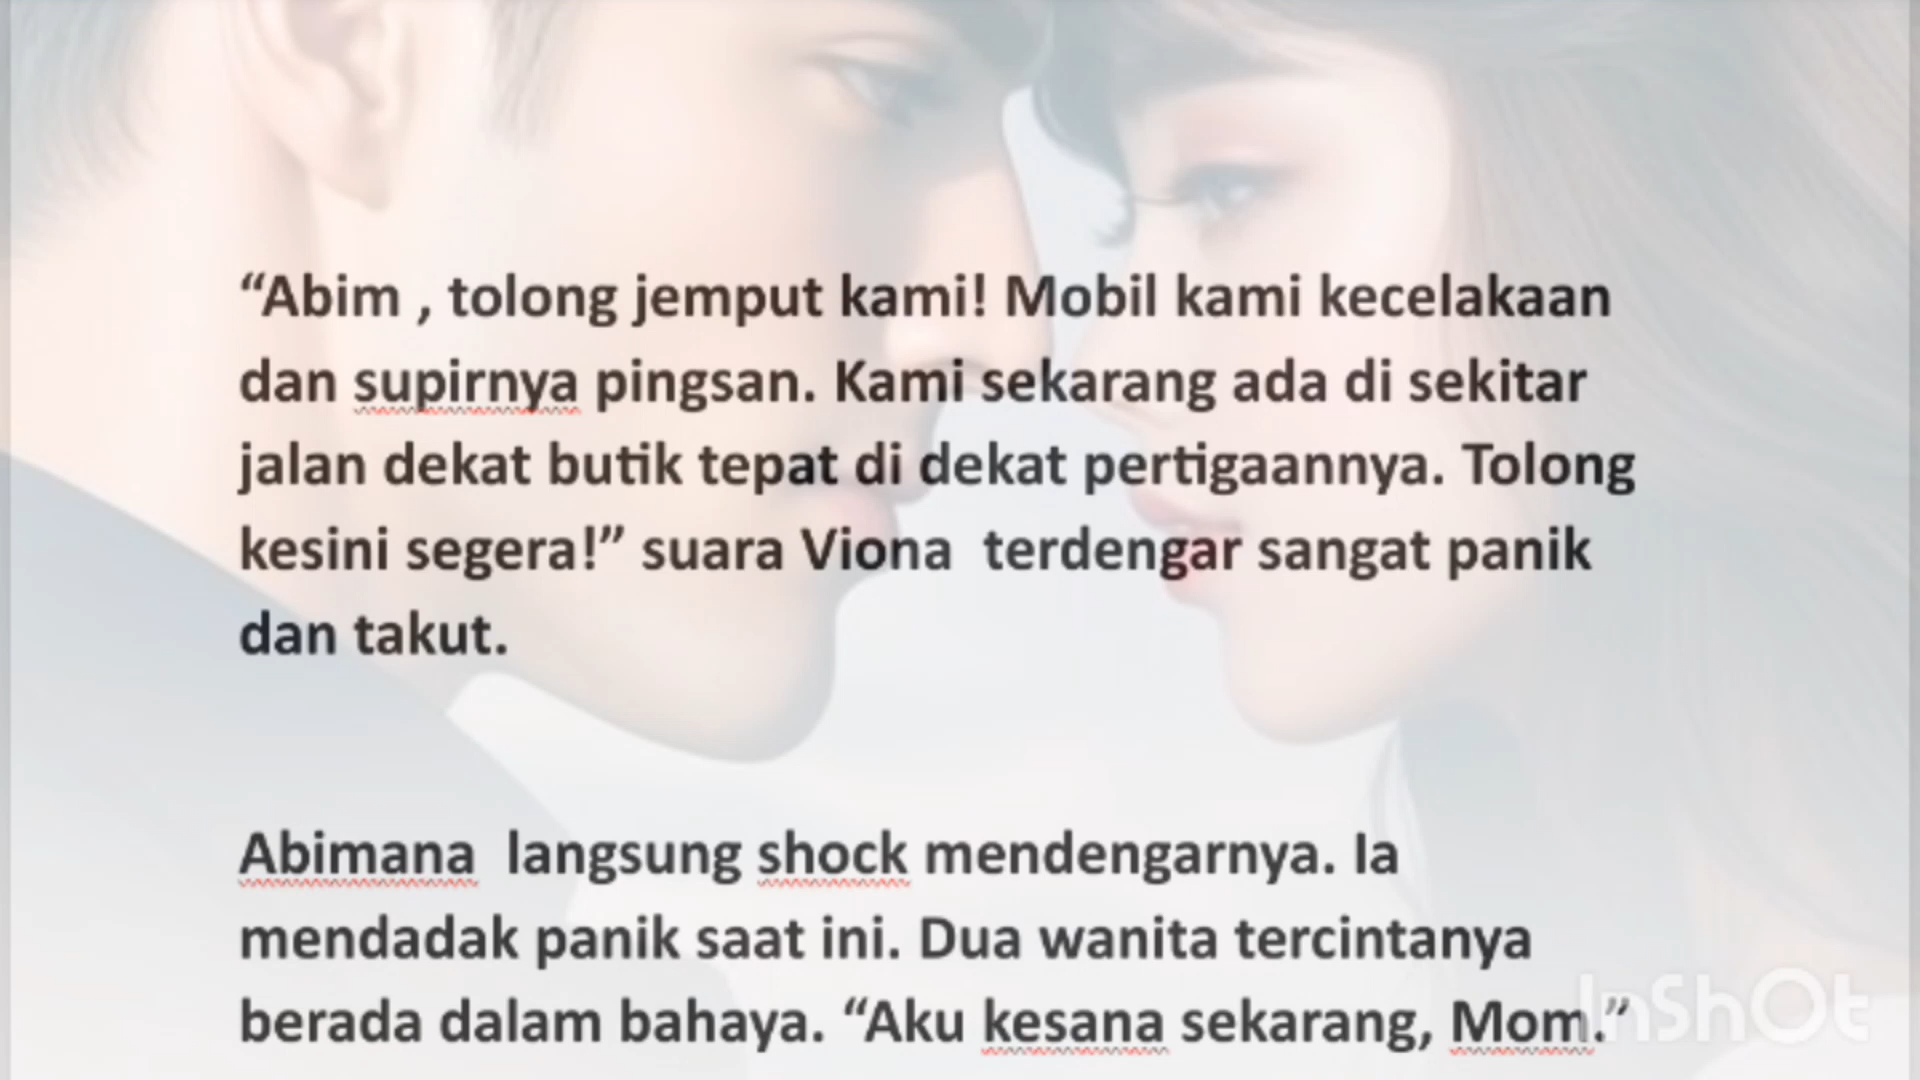 “Abim , tolong jemput kami! Mobil kami kecelakaan
dan supirnya pingsan. Kami sekarang ada di sekitar
jalan dekat butik tepat di dekat pertigaannya. Tolong
kesini segera!” suara Viona  terdengar sangat panik
dan takut.
Abimana  langsung shock mendengarnya. Ia
mendadak panik saat ini. Dua wanita tercintanya
berada dalam bahaya. “Aku kesana sekarang, Mom.”
InShOt